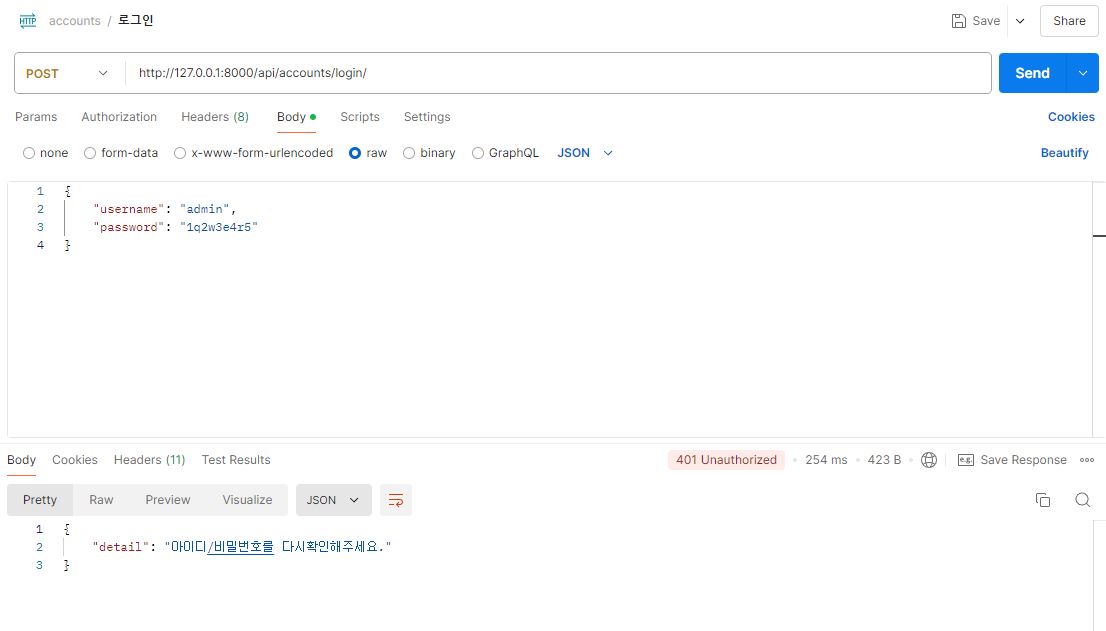 HTTP accounts / 로그인 Save Share
POST http://127.0.0.1:8000/api/accounts/login/ Send
Params Authorization Headers (8) Body Scripts Settings Cookies
none form-data x-www-form-urlencoded raw binary GraphQL JSON Beautify
1 {
2 "username": "admin",
3 "password": "1q2w3e4r5"
4 }
Body Cookies Headers (11) Test Results 401 Unauthorized 254 ms 423 B e.g. Save Response
Pretty Raw Preview Visualize JSON
1 {
2 "detail": "아이디/비밀번호를 다시확인해주세요."
3 }